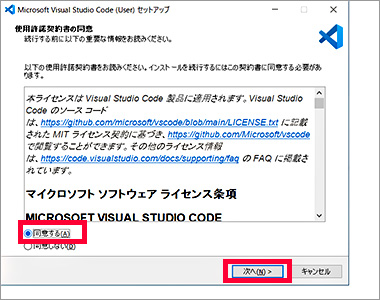 Microsoft Visual Studio Code (User) セットアップ
使用許諾契約書の同意
続行する前に以下の重要な情報をお読みください。
以下の使用許諾契約書をお読みください。インストールを続行するにはこの契約書に同意する必要があ
ります。
本ライセンスは Visual Studio Code 製品に適用されます。Visual
Studio Code のソース コード
は、https://github.com/microsoft/vscode/blob/main/LICENSE.txt に記
載された MIT ライセンス契約に基づき、https://github.com/Microsoft/vscode
で閲覧することができます。その他のライセンス情報
は、https://code.visualstudio.com/docs/supporting/faq の FAQ に掲載さ
れています。
マイクロソフト ソフトウェア ライセンス条項
MICROSOFT VISUAL STUDIO CODE
同意する(A)
同意しない(D)
次へ(N) >
キャンセル